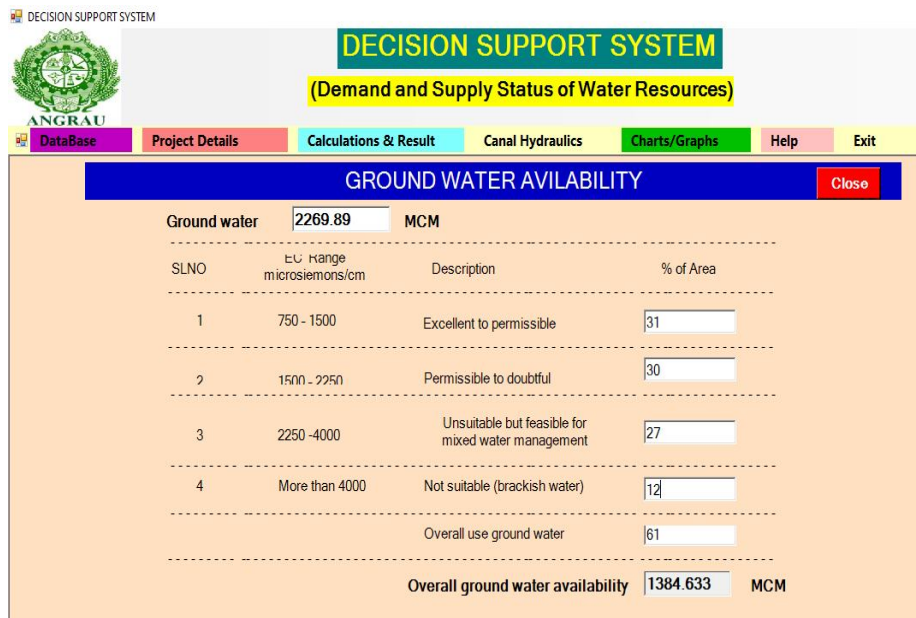 DECISION SUPPORT SYSTEM
DECISION SUPPORT SYSTEM
(Demand and Supply Status of Water Resources)
ANGRAU
DataBase Project Details Calculations & Result Canal Hydraulics Charts/Graphs Help Exit
GROUND WATER AVILABILITY Close
Ground water 2269.89 MCM
SLNO EC Range microsiemons/cm Description % of Area
1 750 - 1500 Excellent to permissible 31
2 1500 - 2250 Permissible to doubtful 30
3 2250 -4000 Unsuitable but feasible for mixed water management 27
4 More than 4000 Not suitable (brackish water) 12
Overall use ground water 61
Overall ground water availability 1384.633 MCM